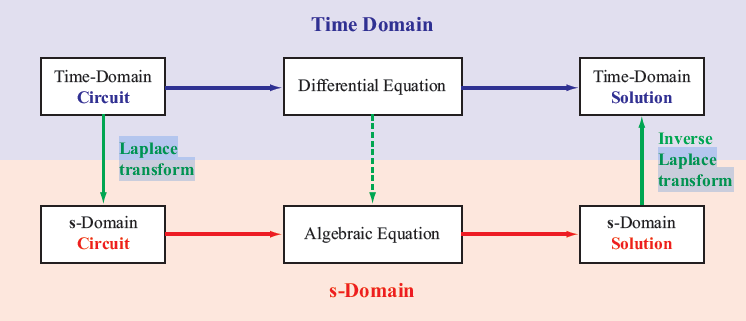 Time Domain
Time-Domain
Circuit
Differential Equation
Time-Domain
Solution
Laplace
transform
Inverse
Laplace
transform
s-Domain
Circuit
Algebraic Equation
s-Domain
Solution
s-Domain